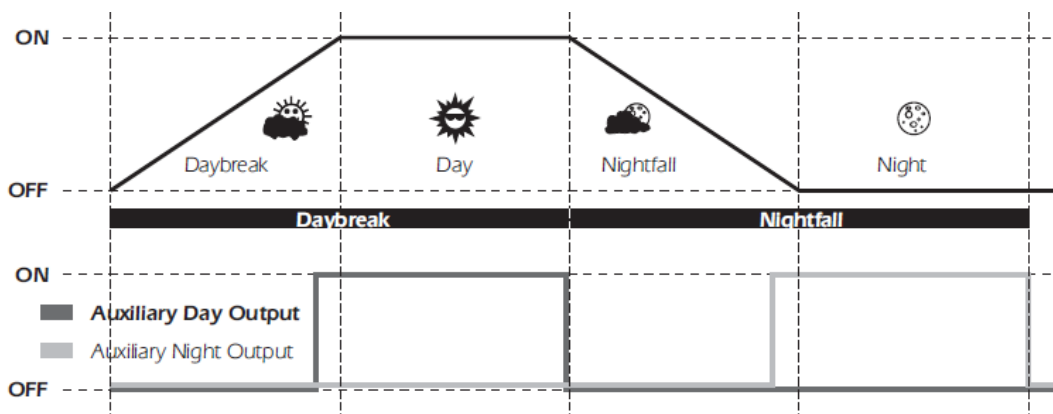 ON
Daybreak Day Nightfall Night
OFF
Daybreak Nightfall
ON
Auxiliary Day Output
Auxiliary Night Output
OFF